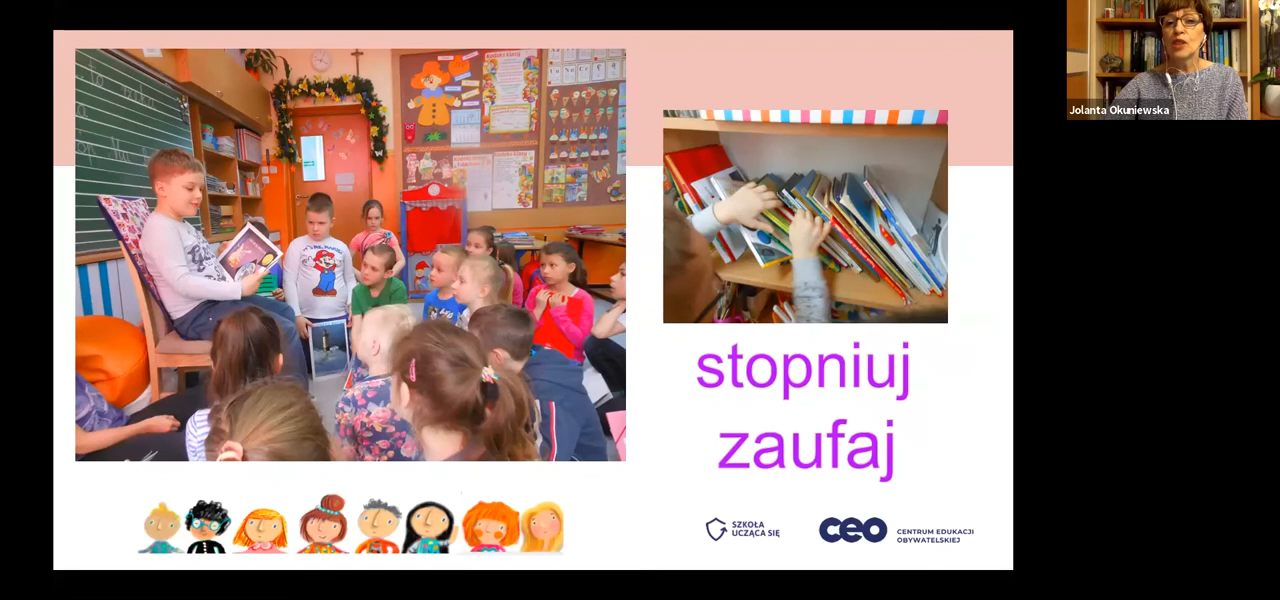 Jolanta Okuniewska
stopniuj
zaufaj
SZKOŁA
UCZĄCA SIĘ
ceo
CENTRUM EDUKACJI
OBYWATELSKIEJ